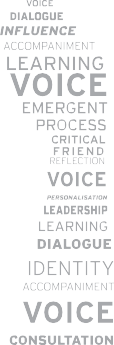 VOICE
DIALOGUE
INFLUENCE
ACCOMPANIMENT
LEARNING
VOICE
EMERGENT
PROCESS
CRITICAL
FRIEND
REFLECTION
VOICE
PERSONALISATION
LEADERSHIP
LEARNING
DIALOGUE
IDENTITY
ACCOMPANIMENT
VOICE
CONSULTATION